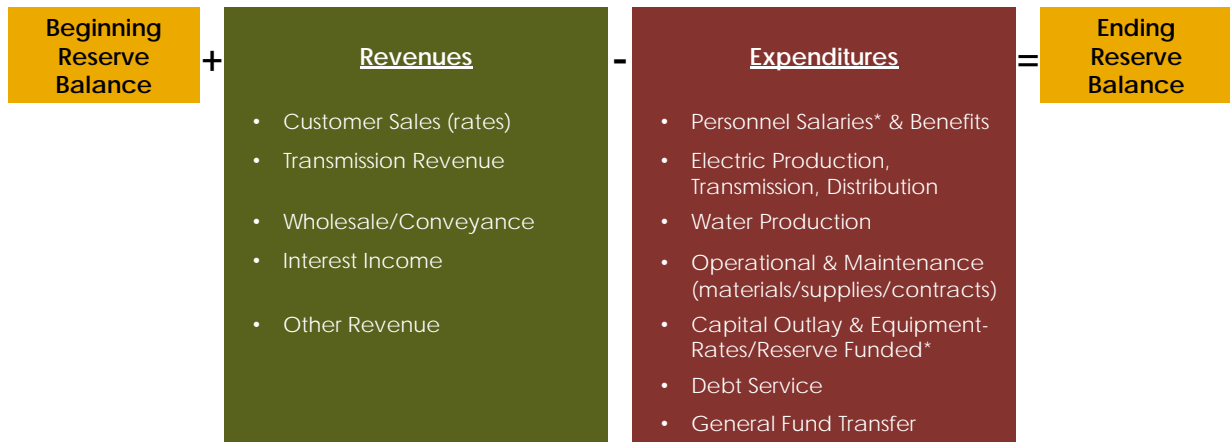 Beginning
Reserve
Balance
+
Revenues
• Customer Sales (rates)
• Transmission Revenue
• Wholesale/Conveyance
• Interest Income
• Other Revenue
-
Expenditures
• Personnel Salaries* & Benefits
• Electric Production,
Transmission, Distribution
• Water Production
• Operational & Maintenance
(materials/supplies/contracts)
• Capital Outlay & Equipment-
Rates/Reserve Funded*
• Debt Service
• General Fund Transfer
=
Ending
Reserve
Balance